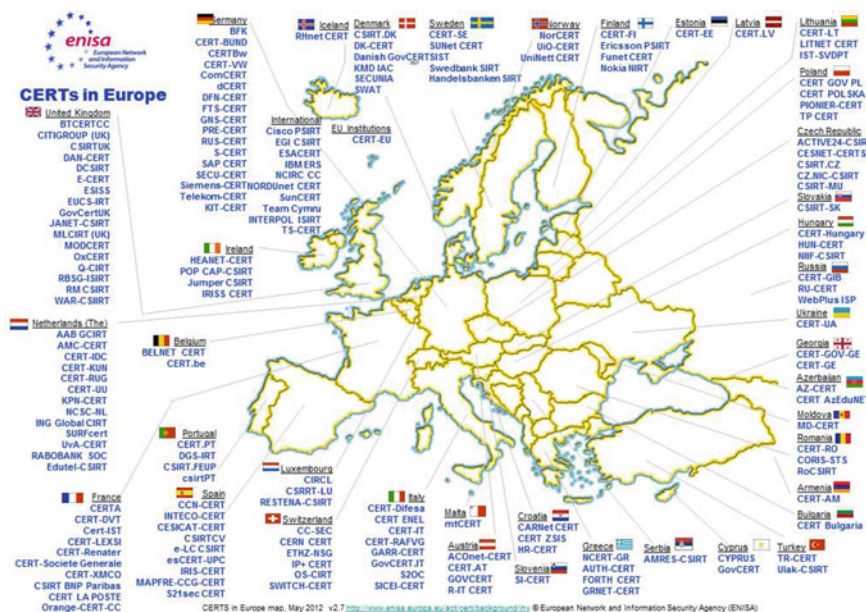 enisa
European Network
and Information
Security Agency
CERTs in Europe
United Kingdom
BTCERTCC
CITIGROUP (UK)
CSIRTUK
DAN-CERT
DCSIRT
E-CERT
ESISS
EUCS-IRT
GovCertUK
JANET-CSIRT
MLCIRT (UK)
MODCERT
OxCERT
Q-CIRT
RBSG-ISIRT
RM CSIRT
WAR-CSIIRT
Germany
BFK
CERT-BUND
CERTBw
CERT-VW
ComCERT
dCERT
DFN-CERT
FTS-CERT
GNS-CERT
PRE-CERT
RUS-CERT
S-CERT
SAP CERT
SECU-CERT
Siemens-CERT
Telekom-CERT
KIT-CERT
Iceland
RHnet CERT
International
Cisco PSIRT
EGI CSIRT
ESACERT
IBM ERS
NCIRC CC
NORDUnet CERT
SunCERT
Team Cymru
INTERPOL ISIRT
TS-CERT
Denmark
CSIRT.DK
DK-CERT
Danish GovCERT
KMD IAC
SECUNIA
SWAT
EU Institutions
CERT-EU
Sweden
CERT-SE
SUNet CERT
SIST
Swedbank SIRT
Handelsbanken SIRT
Norway
NorCERT
UiO-CERT
UniNett CERT
Finland
CERT-FI
Ericsson PSIRT
Funet CERT
Nokia NIRT
Estonia
CERT-EE
Latvia
CERT.LV
Lithuania
CERT-LT
LITNET CERT
IST-SVDPT
Poland
CERT GOV PL
CERT POLSKA
PIONIER-CERT
TP CERT
Czech Republic
ACTIVE24-CSIRT
CESNET-CERTS
CSIRT.CZ
CZ.NIC-CSIRT
CSIRT-MU
Slovakia
CSIRT-SK
Hungary
CERT-Hungary
HUN-CERT
NIIF-CSIRT
Russia
CERT-GIB
RU-CERT
WebPlus ISP
Ukraine
CERT-UA
Georgia
CERT-GOV-GE
CERT-GE
Azerbaijan
AZ-CERT
CERT AzEduNET
Moldova
MD-CERT
Romania
CERT-RO
CORIS-STS
RoCSIRT
Armenia
CERT-AM
Bulgaria
CERT Bulgaria
Ireland
HEANET-CERT
POP CAP-CSIRT
Jumper CSIRT
IRISS CERT
Netherlands (The)
AAB GCIRT
AMC-CERT
CERT-IDC
CERT-KUN
CERT-RUG
CERT-UU
KPN-CERT
NCSC-NL
ING Global CIRT
SURFcert
UvA-CERT
RABOBANK SOC
Edutel-CSIRT
Belgium
BELNET CERT
CERT.be
Portugal
CERT.PT
DGS-IRT
CSIRT.FEUP
csirtPT
France
CERTA
CERT-DVT
Cert-IST
CERT-LEXSI
CERT-Renater
CERT-Societe Generale
CERT-XMCO
CSIRT BNP Paribas
CERT LA POSTE
Orange-CERT-CC
Spain
CCN-CERT
INTECO-CERT
CESICAT-CERT
CSIRTCV
e-LC CSIRT
esCERT-UPC
IRIS-CERT
MAPFRE-CCG-CERT
S21sec CERT
Luxembourg
CIRCL
CSRRT-LU
RESTENA-CSIRT
Switzerland
CC-SEC
CERN CERT
ETHZ-NSG
IP+ CERT
OS-CIRT
SWITCH-CERT
Italy
CERT-Difesa
CERT ENEL
CERT-IT
CERT-RAFVG
GARR-CERT
GovCERT.IT
S2OC
SICEI-CERT
Malta
mtCERT
Austria
ACOnet-CERT
CERT.AT
GOVCERT
R-IT CERT
Slovenia
SI-CERT
Croatia
CARNet CERT
CERT ZSIS
HR-CERT
Greece
NCERT-GR
AUTH-CERT
FORTH CERT
GRNET-CERT
Serbia
AMRES-CSIRT
Cyprus
CYPRUS
GovCERT
Turkey
TR-CERT
Ulak-CSIRT
CERTS in Europe map, May 2012 v2.7 http://www.enisa.europa.eu/act/cert/background/inv © European Network and Information Security Agency (ENISA)